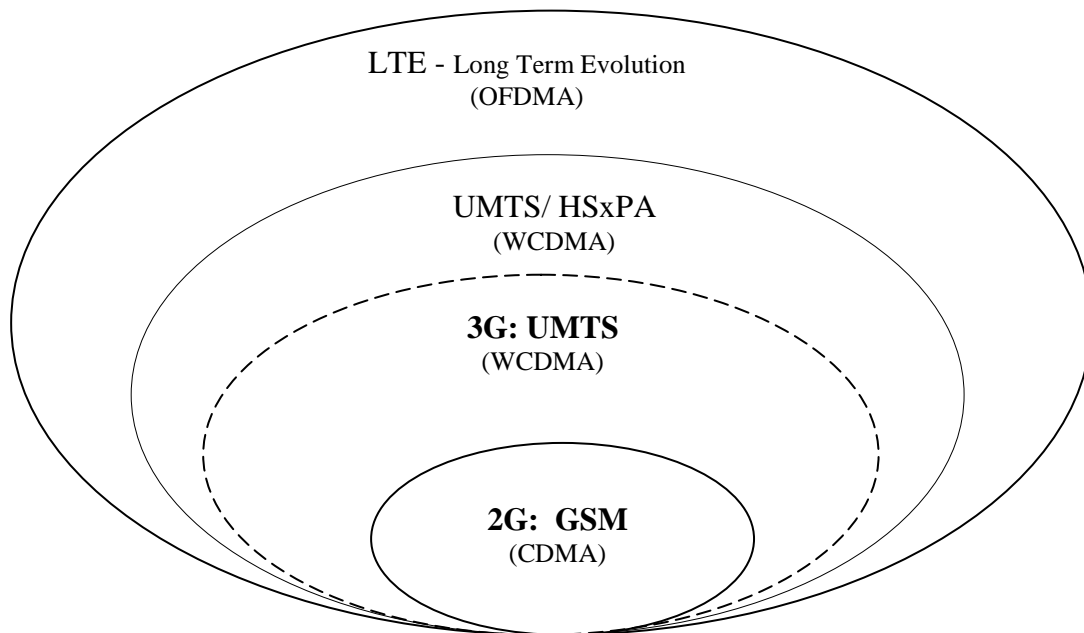 LTE - Long Term Evolution
(OFDMA)
UMTS/ HSxPA
(WCDMA)
3G: UMTS
(WCDMA)
2G:  GSM
(CDMA)